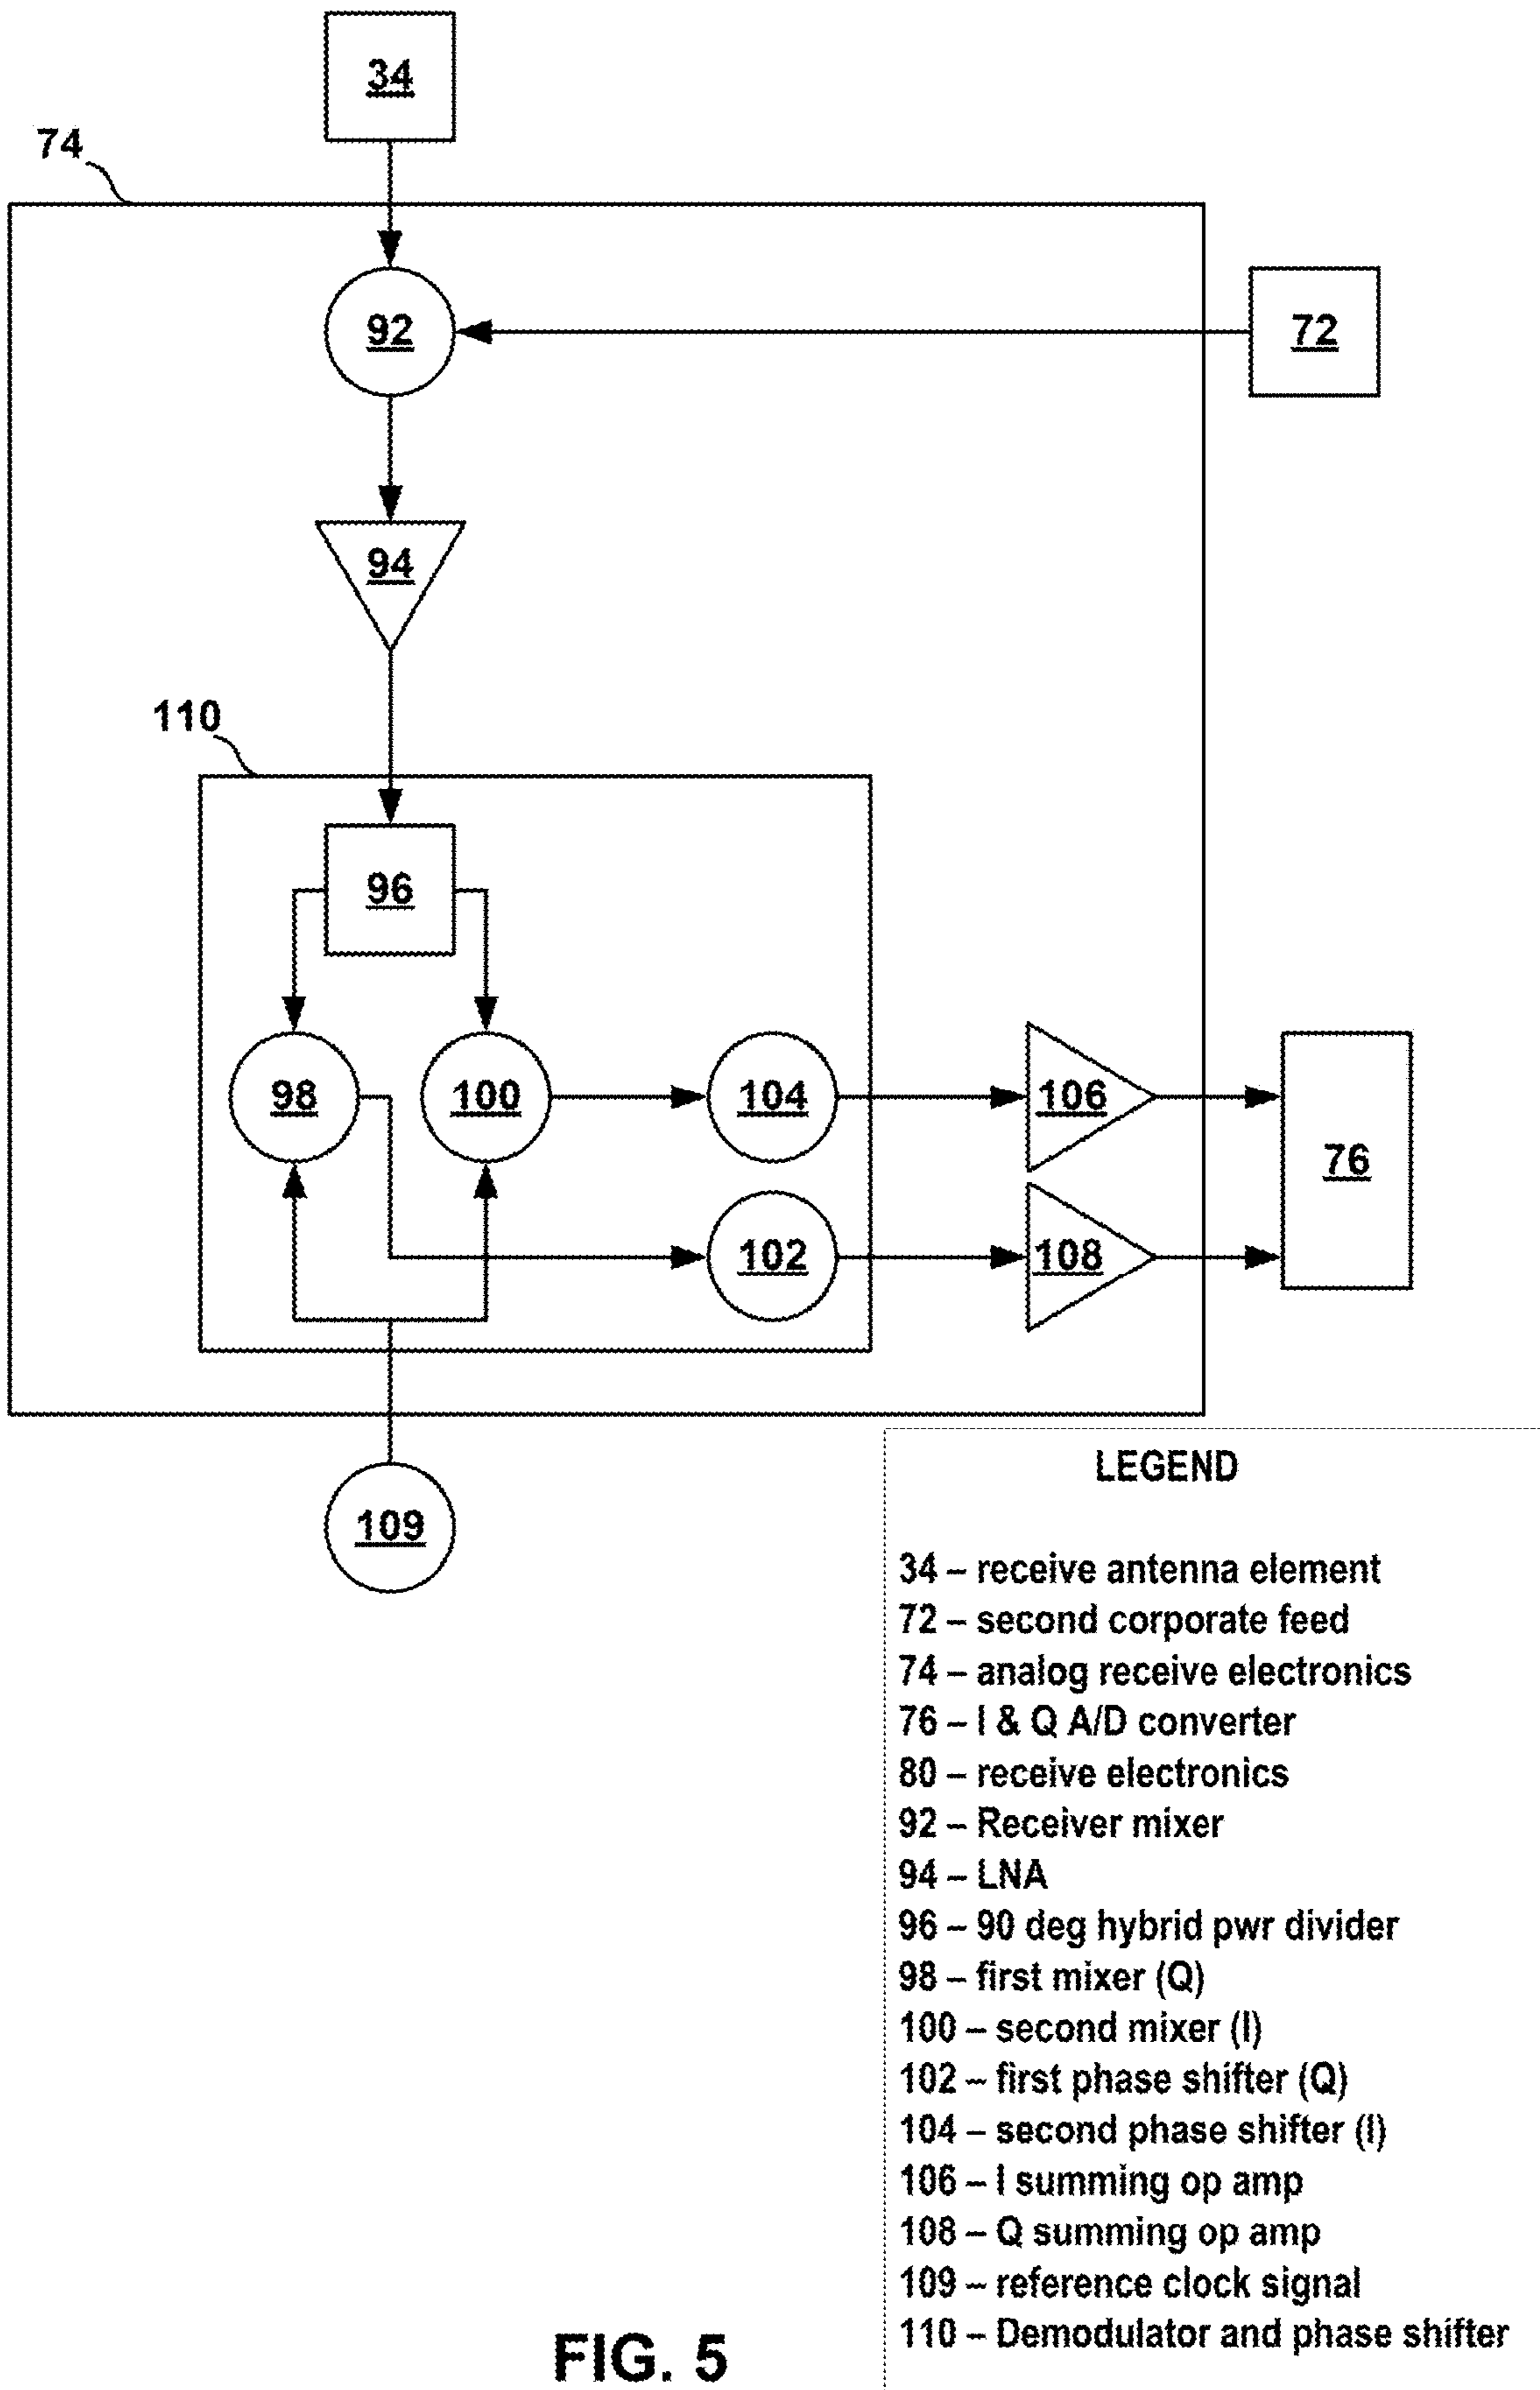 34
74
92
72
94
110
96
98
100
104
106
76
102
108
109
LEGEND
34 – receive antenna element
72 – second corporate feed
74 – analog receive electronics
76 – I & Q A/D converter
80 – receive electronics
92 – Receiver mixer
94 – LNA
96 – 90 deg hybrid pwr divider
98 – first mixer (Q)
100 – second mixer (I)
102 – first phase shifter (Q)
104 – second phase shifter (I)
106 – I summing op amp
108 – Q summing op amp
109 – reference clock signal
110 – Demodulator and phase shifter
FIG. 5